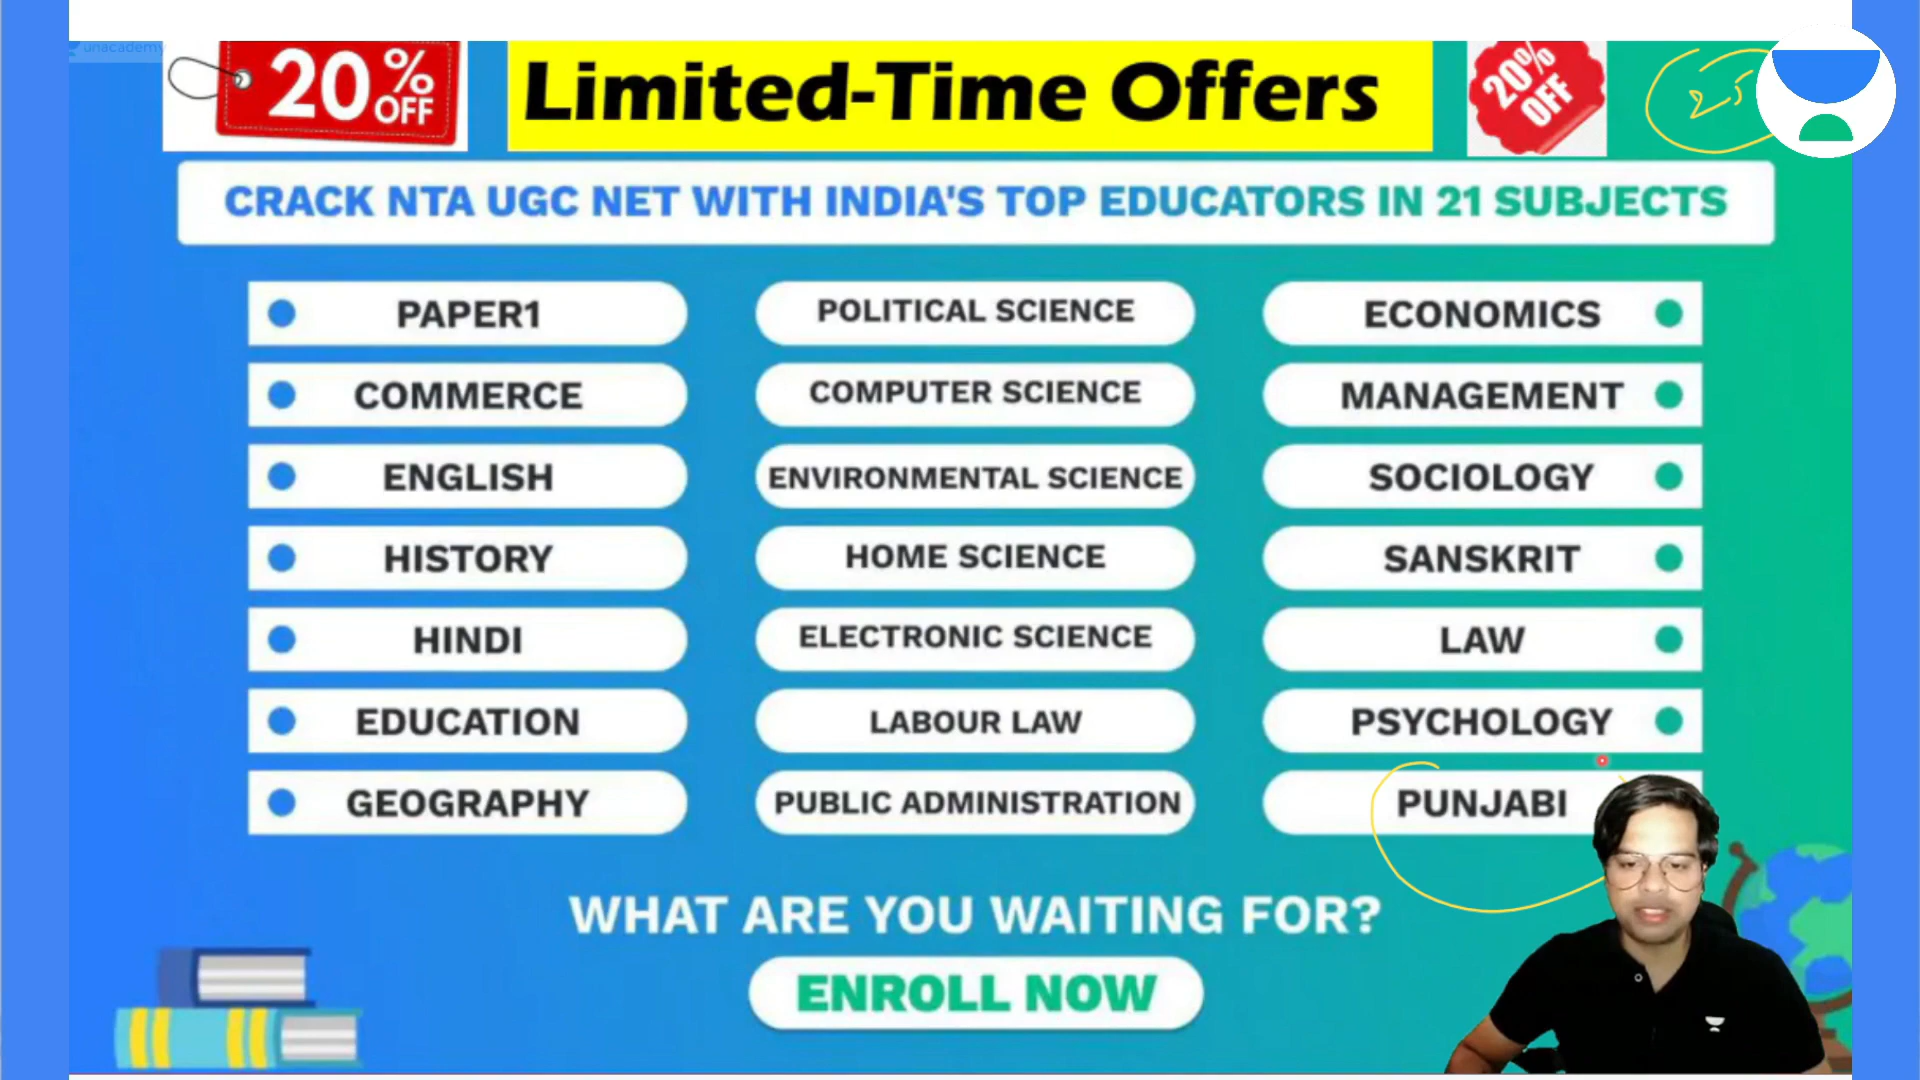 unacademy
20% OFF
Limited-Time Offers
20% OFF
25
CRACK NTA UGC NET WITH INDIA'S TOP EDUCATORS IN 21 SUBJECTS
PAPER1
POLITICAL SCIENCE
ECONOMICS
COMMERCE
COMPUTER SCIENCE
MANAGEMENT
ENGLISH
ENVIRONMENTAL SCIENCE
SOCIOLOGY
HISTORY
HOME SCIENCE
SANSKRIT
HINDI
ELECTRONIC SCIENCE
LAW
EDUCATION
LABOUR LAW
PSYCHOLOGY
GEOGRAPHY
PUBLIC ADMINISTRATION
PUNJABI
WHAT ARE YOU WAITING FOR?
ENROLL NOW